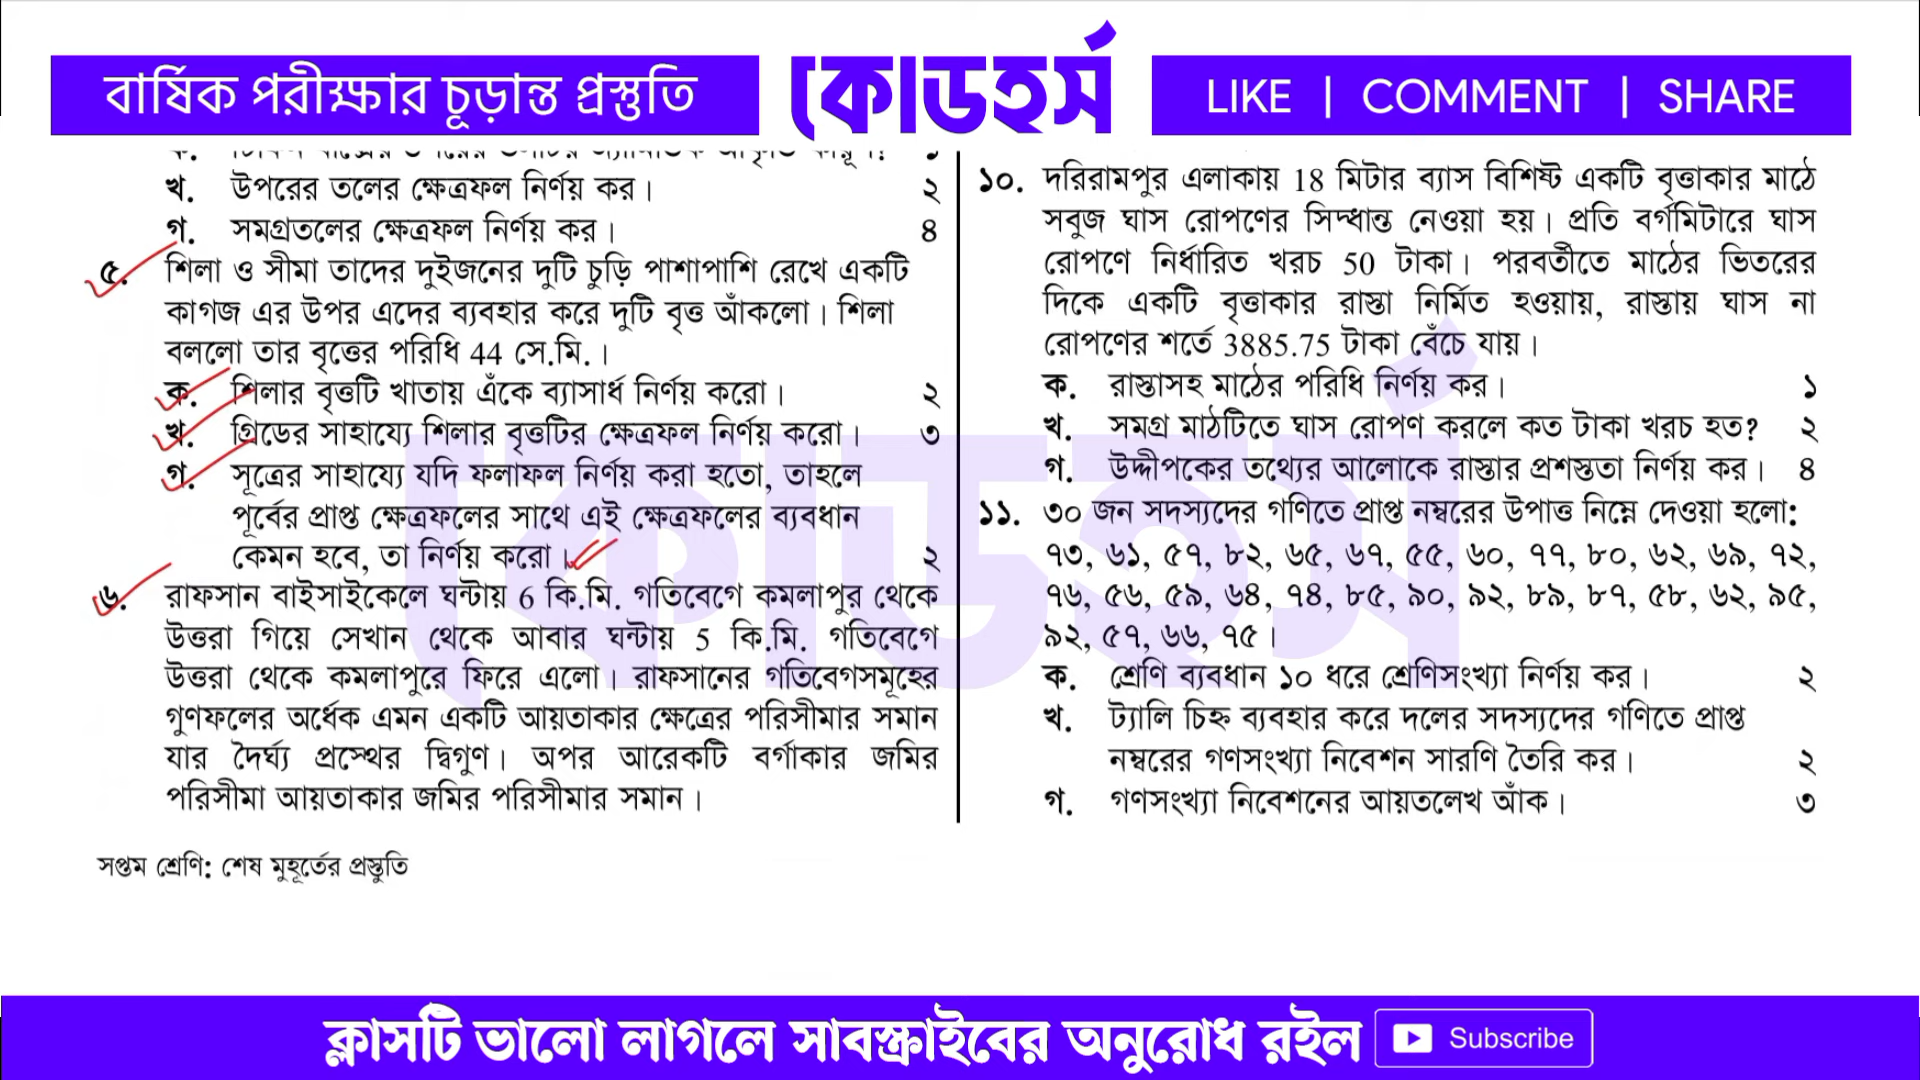 বার্ষিক পরীক্ষার চূড়ান্ত প্রস্তুতি
কোডহর্স
LIKE | COMMENT | SHARE
খ. উপরের তলের ক্ষেত্রফল নির্ণয় কর। ২
গ. সমগ্রতলের ক্ষেত্রফল নির্ণয় কর। ৪
৫. শিলা ও সীমা তাদের দুইজনের দুটি চুড়ি পাশাপাশি রেখে একটি
কাগজ এর উপর এদের ব্যবহার করে দুটি বৃত্ত আঁকলো। শিলা
বললো তার বৃত্তের পরিধি 44 সে.মি.।
ক. শিলার বৃত্তটি খাতায় এঁকে ব্যাসার্ধ নির্ণয় করো। ২
খ. গ্রিডের সাহায্যে শিলার বৃত্তটির ক্ষেত্রফল নির্ণয় করো। ৩
গ. সূত্রের সাহায্যে যদি ফলাফল নির্ণয় করা হতো, তাহলে
পূর্বের প্রাপ্ত ক্ষেত্রফলের সাথে এই ক্ষেত্রফলের ব্যবধান
কেমন হবে, তা নির্ণয় করো। ২
৬. রাফসান বাইসাইকেলে ঘন্টায় 6 কি.মি. গতিবেগে কমলাপুর থেকে
উত্তরা গিয়ে সেখান থেকে আবার ঘন্টায় 5 কি.মি. গতিবেগে
উত্তরা থেকে কমলাপুরে ফিরে এলো। রাফসানের গতিবেগসমূহের
গুণফলের অর্ধেক এমন একটি আয়তাকার ক্ষেত্রের পরিসীমার সমান
যার দৈর্ঘ্য প্রস্থের দ্বিগুণ। অপর আরেকটি বর্গাকার জমির
পরিসীমা আয়তাকার জমির পরিসীমার সমান।
সপ্তম শ্রেণি: শেষ মুহূর্তের প্রস্তুতি
১০. দরিরামপুর এলাকায় 18 মিটার ব্যাস বিশিষ্ট একটি বৃত্তাকার মাঠে
সবুজ ঘাস রোপণের সিদ্ধান্ত নেওয়া হয়। প্রতি বর্গমিটারে ঘাস
রোপণে নির্ধারিত খরচ 50 টাকা। পরবর্তীতে মাঠের ভিতরের
দিকে একটি বৃত্তাকার রাস্তা নির্মিত হওয়ায়, রাস্তায় ঘাস না
রোপণের শর্তে 3885.75 টাকা বেঁচে যায়।
ক. রাস্তাসহ মাঠের পরিধি নির্ণয় কর। ১
খ. সমগ্র মাঠটিতে ঘাস রোপণ করলে কত টাকা খরচ হত? ২
গ. উদ্দীপকের তথ্যের আলোকে রাস্তার প্রশস্ততা নির্ণয় কর। ৪
১১. ৩০ জন সদস্যদের গণিতে প্রাপ্ত নম্বরের উপাত্ত নিম্নে দেওয়া হলো:
৭৩, ৬১, ৫৭, ৮২, ৬৫, ৬৭, ৫৫, ৬০, ৭৭, ৮০, ৬২, ৬৯, ৭২,
৭৬, ৫৬, ৫৯, ৬৪, ৭৪, ৮৫, ৯০, ৯২, ৮৯, ৮৭, ৫৮, ৬২, ৯৫,
৯২, ৫৭, ৬৬, ৭৫।
ক. শ্রেণি ব্যবধান ১০ ধরে শ্রেণিসংখ্যা নির্ণয় কর। ২
খ. ট্যালি চিহ্ন ব্যবহার করে দলের সদস্যদের গণিতে প্রাপ্ত
নম্বরের গণসংখ্যা নিবেশন সারণি তৈরি কর। ২
গ. গণসংখ্যা নিবেশনের আয়তলেখ আঁক। ৩
কোডহর্স
ক্লাসটি ভালো লাগলে সাবস্ক্রাইবের অনুরোধ রইল
Subscribe